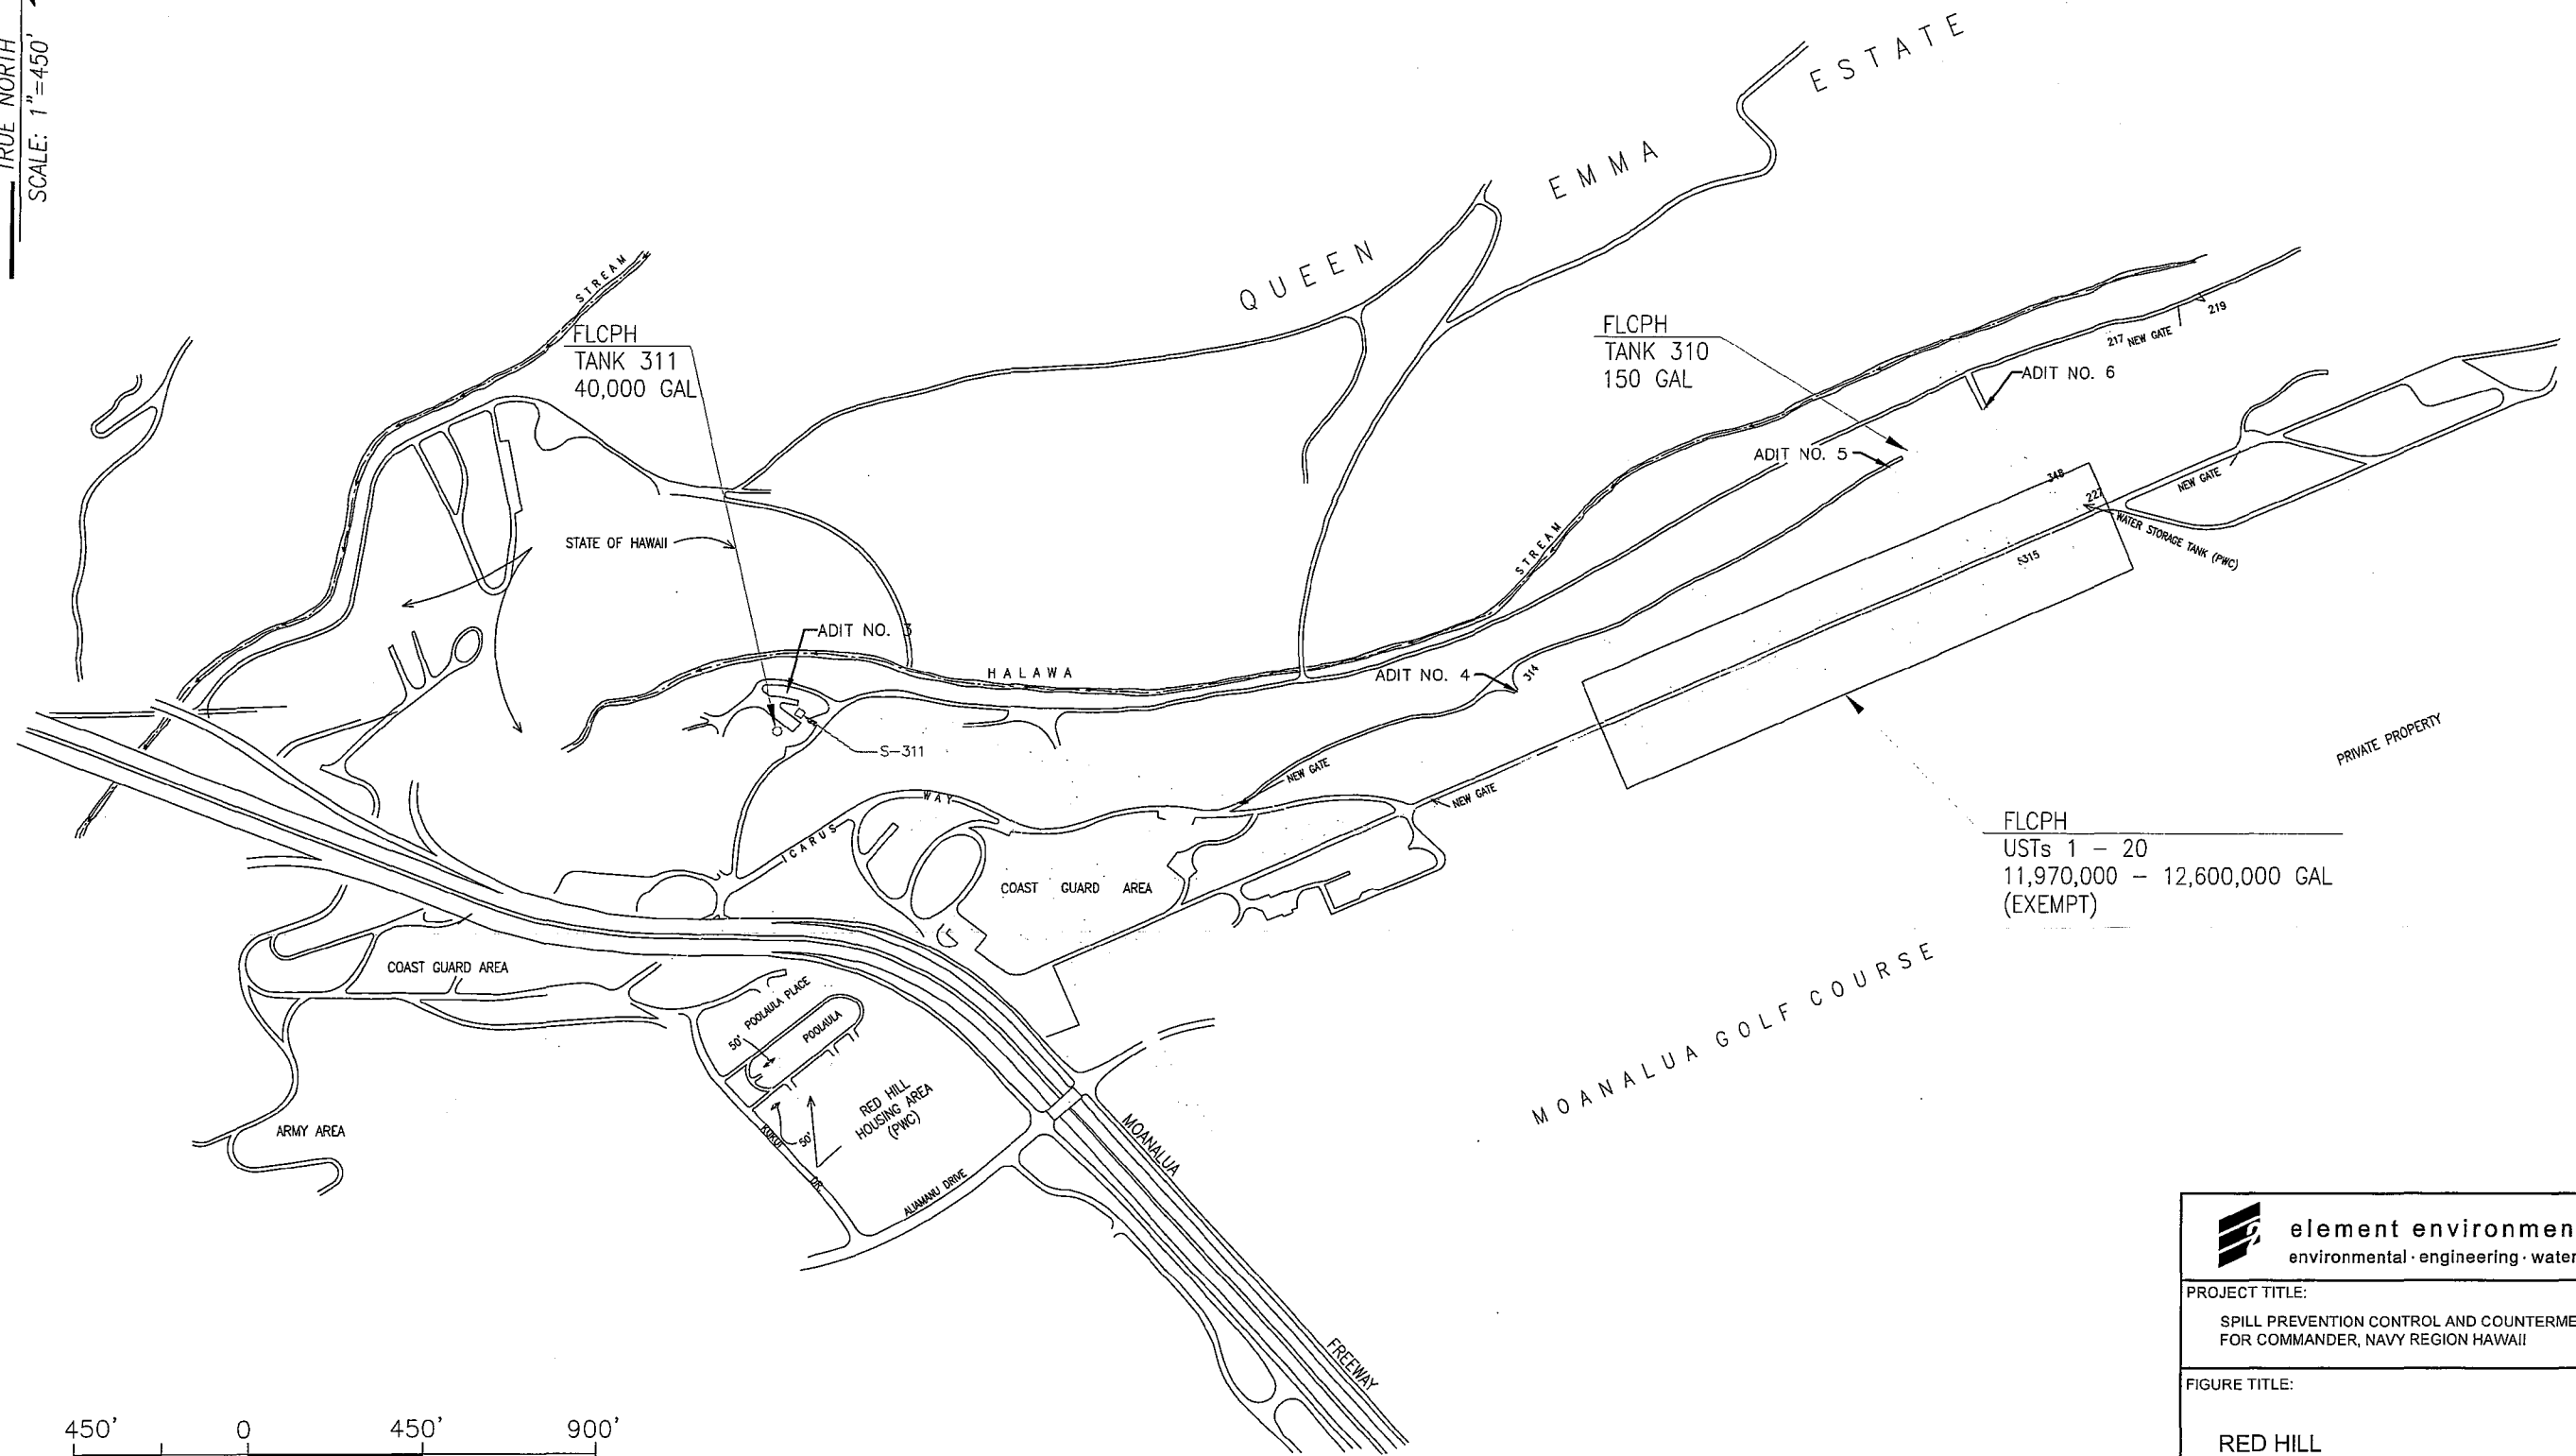 TRUE NORTH
SCALE: 1"=450'
QUEEN EMMA ESTATE
STREAM
FLCPH
TANK 311
40,000 GAL
FLCPH
TANK 310
150 GAL
219
217 NEW GATE
ADIT NO. 6
ADIT NO. 5
348
227
NEW GATE
WATER STORAGE TANK (PWC)
STREAM
S315
STATE OF HAWAII
ADIT NO. 3
HALAWA
ADIT NO. 4
314
S-311
NEW GATE
NEW GATE
PRIVATE PROPERTY
ICARUS WAY
FLCPH
USTs 1 - 20
11,970,000 - 12,600,000 GAL
(EXEMPT)
COAST GUARD AREA
COAST GUARD AREA
MOANALUA GOLF COURSE
POOLAULA PLACE
POOLAULA
50'
RED HILL
HOUSING AREA
(PWC)
50'
KUKUI DR.
ARMY AREA
ALIAMANU DRIVE
MOANALUA FREEWAY
element environmen
environmental · engineering · water
PROJECT TITLE:
SPILL PREVENTION CONTROL AND COUNTERME
FOR COMMANDER, NAVY REGION HAWAII
FIGURE TITLE:
RED HILL
450' 0 450' 900'